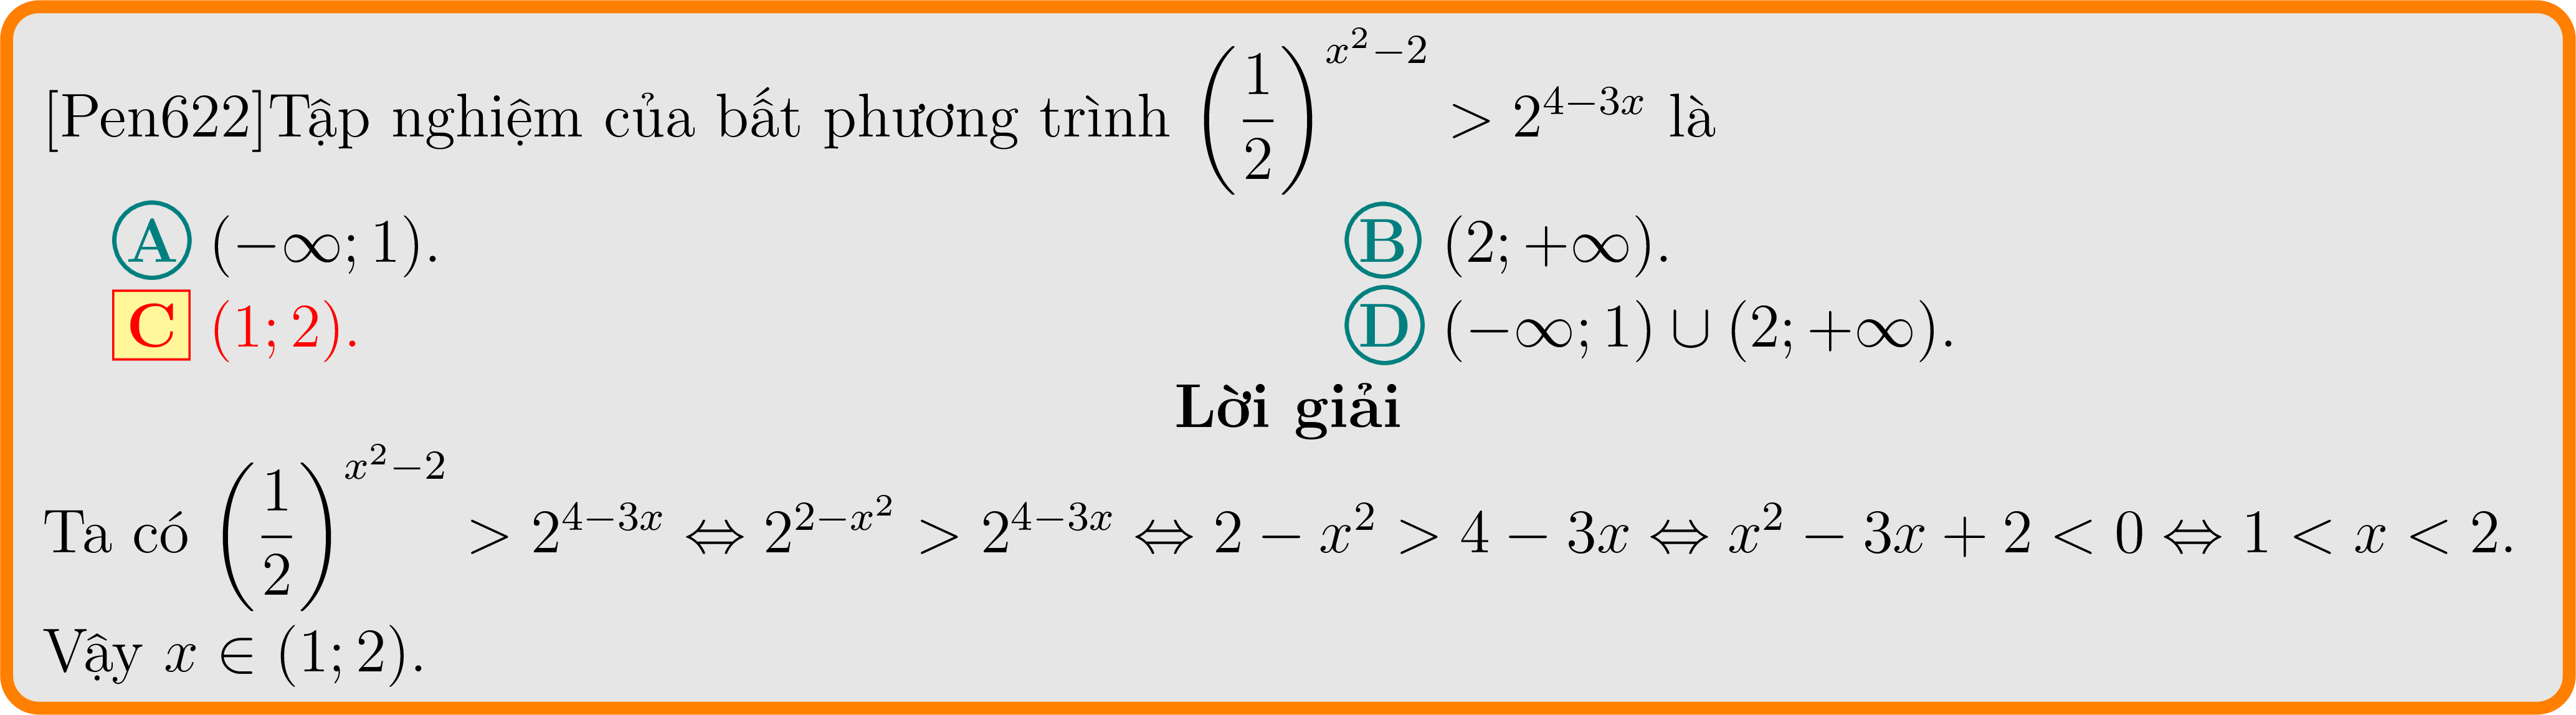 [Pen622]Tập nghiệm của bất phương trình $\left(\dfrac{1}{2}\right)^{x^2-2} > 2^{4-3x}$ là
A $(-\infty; 1)$. B $(2; +\infty)$.
C $(1; 2)$. D $(-\infty; 1) \cup (2; +\infty)$.
Lời giải
Ta có $\left(\dfrac{1}{2}\right)^{x^2-2} > 2^{4-3x} \Leftrightarrow 2^{2-x^2} > 2^{4-3x} \Leftrightarrow 2 - x^2 > 4 - 3x \Leftrightarrow x^2 - 3x + 2 < 0 \Leftrightarrow 1 < x < 2.$
Vậy $x \in (1; 2)$.